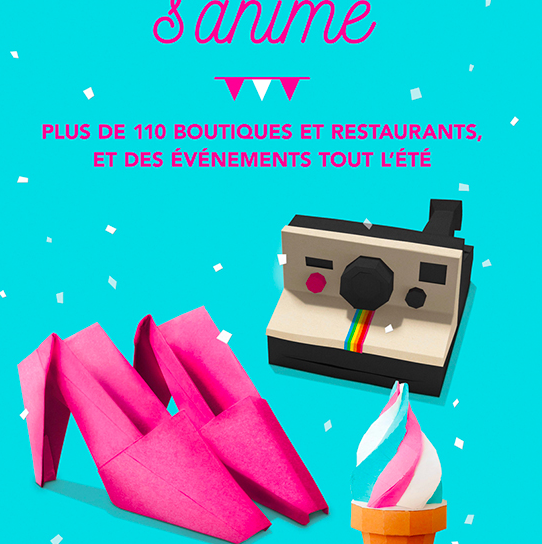 s'anime
PLUS DE 110 BOUTIQUES ET RESTAURANTS,
ET DES ÉVÉNEMENTS TOUT L'ÉTÉ